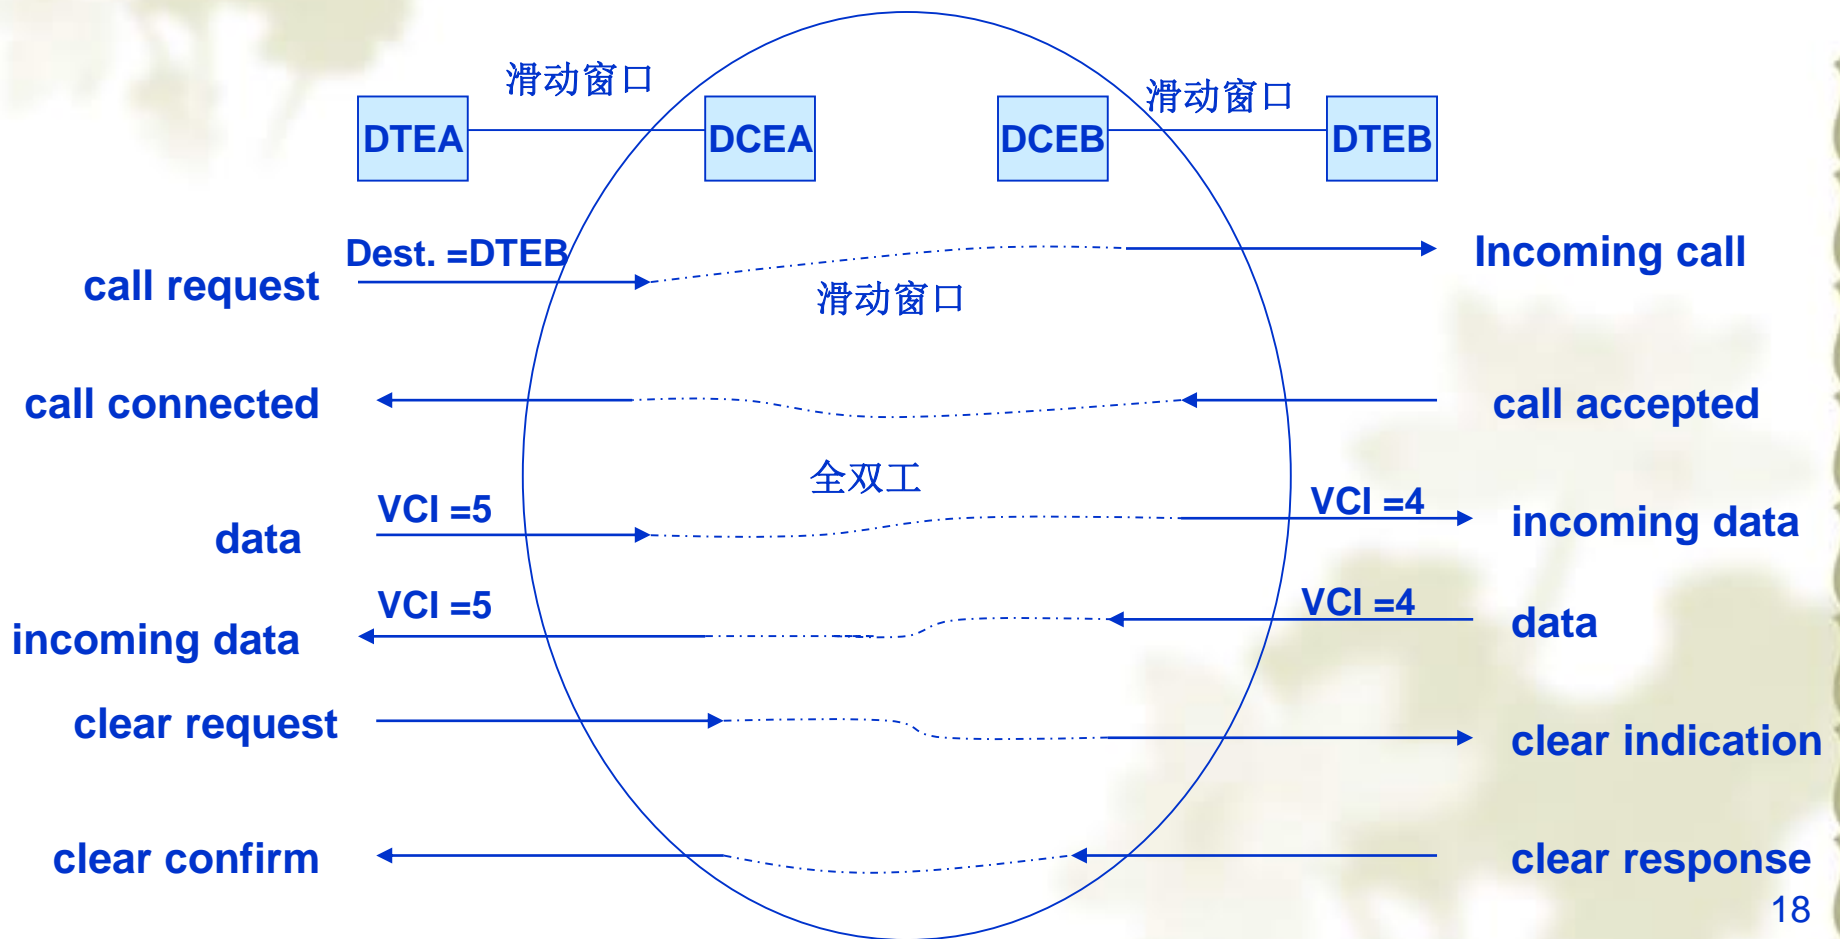 滑动窗口
滑动窗口
DTEA
DCEA
DCEB
DTEB
Dest. =DTEB
Incoming call
call request
滑动窗口
call connected
call accepted
全双工
VCI =5
VCI =4
data
incoming data
VCI =5
VCI =4
incoming data
data
clear request
clear indication
clear confirm
clear response
18